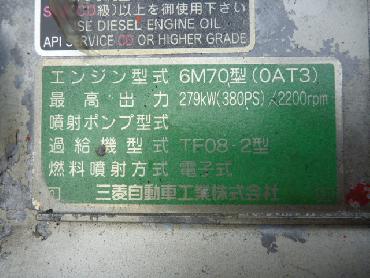 CD級)以上を御使用下さい
USE DIESEL ENGINE OIL
API SERVICE CD OR HIGHER GRADE
エンジン型式 6M70型(0AT3)
最高出力 279kW(380PS)/2200rpm
噴射ポンプ型式
過給機型式 TF08-2型
燃料噴射方式 電子式
三菱自動車工業株式会社